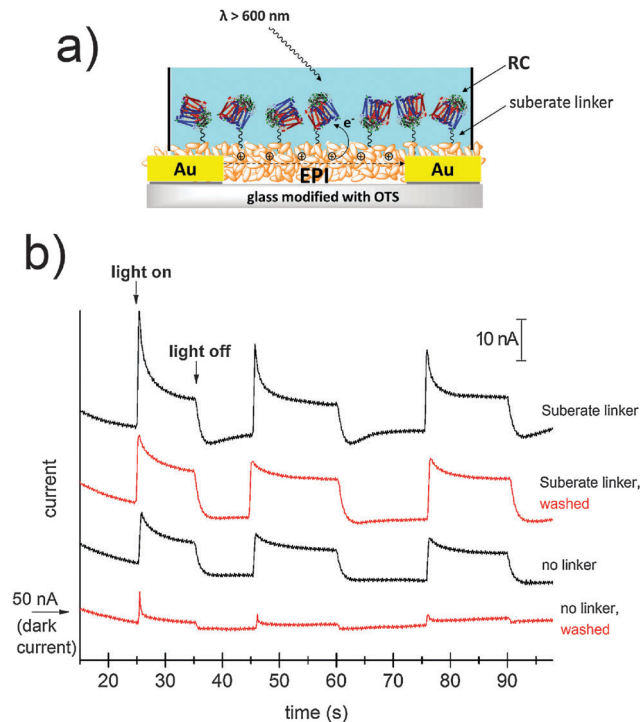 a)
λ > 600 nm
RC
suberate linker
e-
⊕ ⊕ ⊕ ⊕ ⊕ ⊕
Au
EPI
Au
glass modified with OTS
b)
light on
light off
10 nA
Suberate linker
Suberate linker,
washed
no linker
no linker,
washed
current
50 nA
(dark
current)
20 30 40 50 60 70 80 90
time (s)